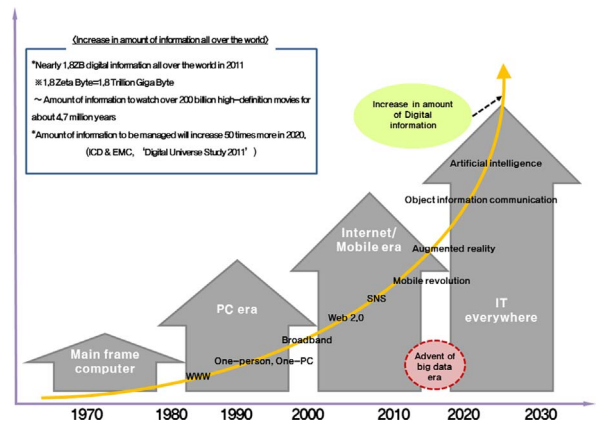 <Increase in amount of information all over the world>
*Nearly 1,8ZB digital information all over the world in 2011
※1,8 Zeta Byte=1,8 Trillion Giga Byte
～ Amount of information to watch over 200 billion high-definition movies for
about 4,7 million years
*Amount of information to be managed will increase 50 times more in 2020,
(ICD & EMC, ‘Digital Universe Study 2011’)
Increase in amount
of Digital
information
Artificial intelligence
Object information communication
Internet/
Mobile era
Augmented reality
Mobile revolution
SNS
PC era
IT
everywhere
Web 2,0
Broadband
Main frame
computer
One-person, One-PC
WWW
Advent of
big data
era
1970 1980 1990 2000 2010 2020 2030